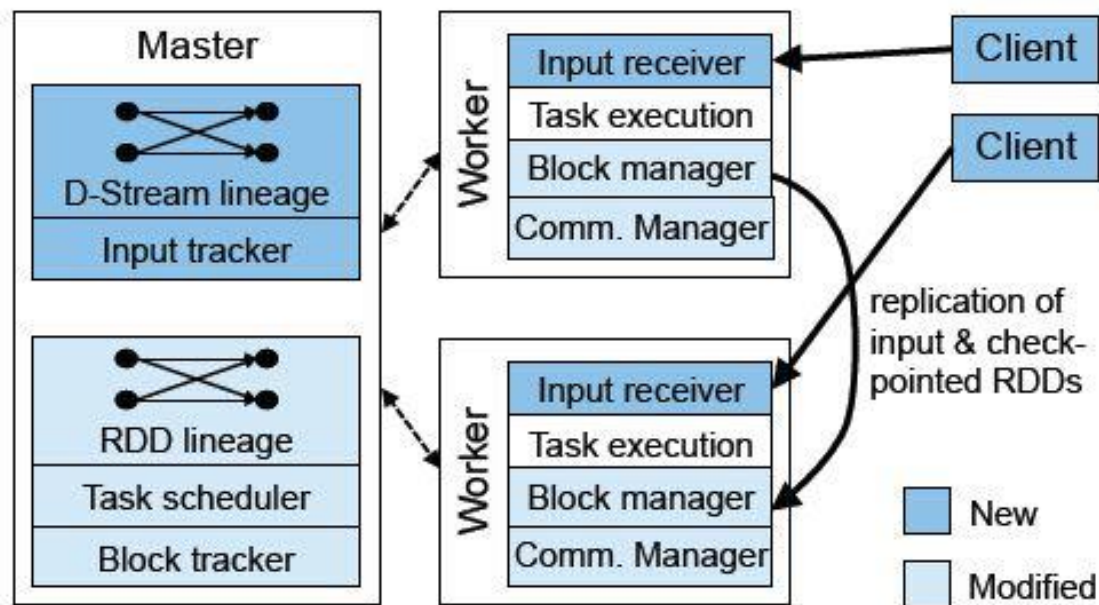 Master
D-Stream lineage
Input tracker
RDD lineage
Task scheduler
Block tracker
Worker
Input receiver
Task execution
Block manager
Comm. Manager
Worker
Input receiver
Task execution
Block manager
Comm. Manager
Client
Client
replication of
input & check-
pointed RDDs
New
Modified